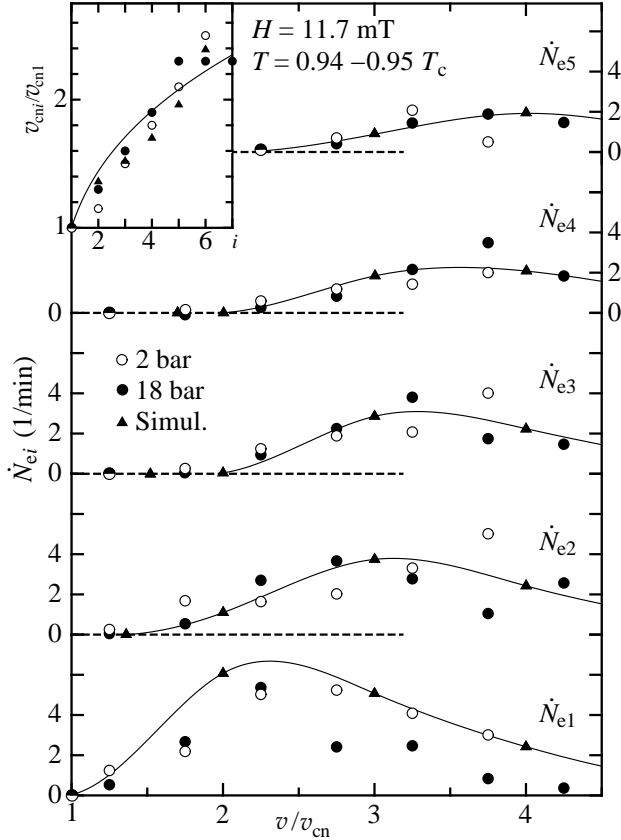 H = 11.7 mT
T = 0.94 –0.95 T_c
v_cni/v_cn1
2
1
2 4 6 i
Ṅ_e5
4
2
0
Ṅ_e4
4
2
0
0
○ 2 bar
● 18 bar
▲ Simul.
Ṅ_ei (1/min)
Ṅ_e3
4
2
0
Ṅ_e2
4
2
0
Ṅ_e1
4
2
0
1 2 3 4
v/v_cn